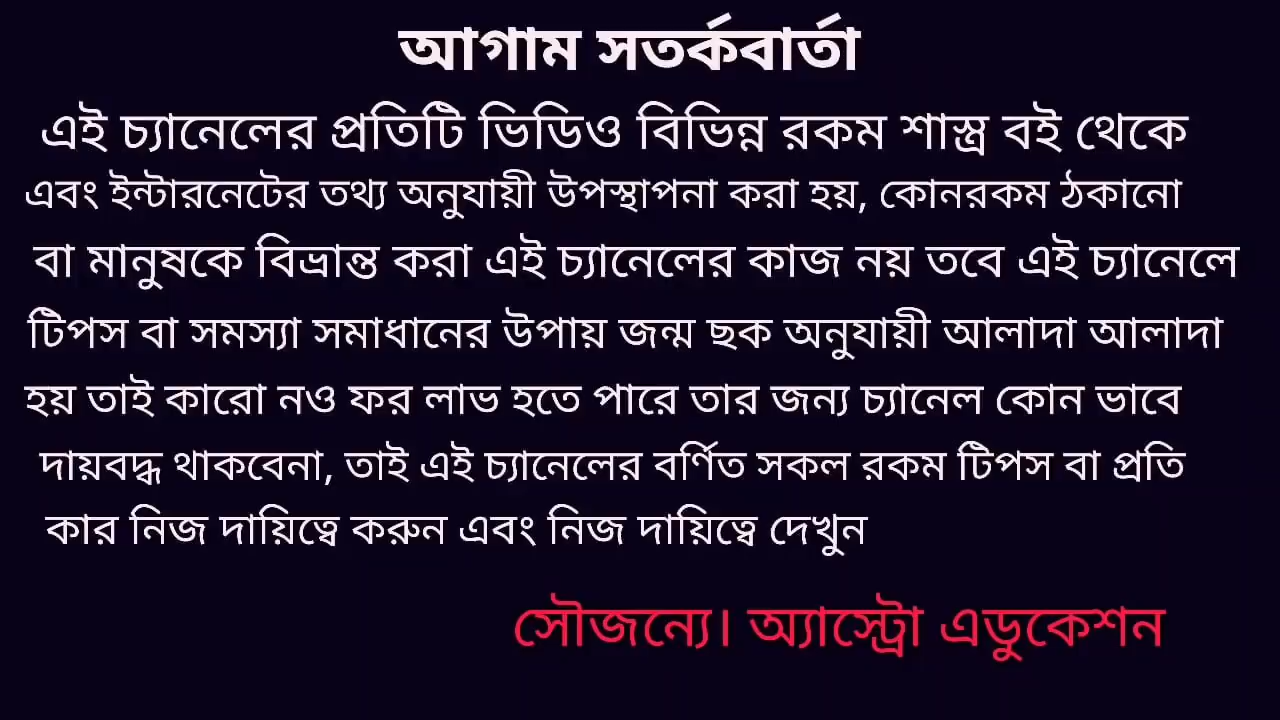 আগাম সতর্কবার্তা
এই চ্যানেলের প্রতিটি ভিডিও বিভিন্ন রকম শাস্ত্র বই থেকে
এবং ইন্টারনেটের তথ্য অনুযায়ী উপস্থাপনা করা হয়, কোনরকম ঠকানো
বা মানুষকে বিভ্রান্ত করা এই চ্যানেলের কাজ নয় তবে এই চ্যানেলে
টিপস বা সমস্যা সমাধানের উপায় জন্ম ছক অনুযায়ী আলাদা আলাদা
হয় তাই কারো নও ফর লাভ হতে পারে তার জন্য চ্যানেল কোন ভাবে
দায়বদ্ধ থাকবেনা, তাই এই চ্যানেলের বর্ণিত সকল রকম টিপস বা প্রতি
কার নিজ দায়িত্বে করুন এবং নিজ দায়িত্বে দেখুন
সৌজন্যে। অ্যাস্ট্রো এডুকেশন